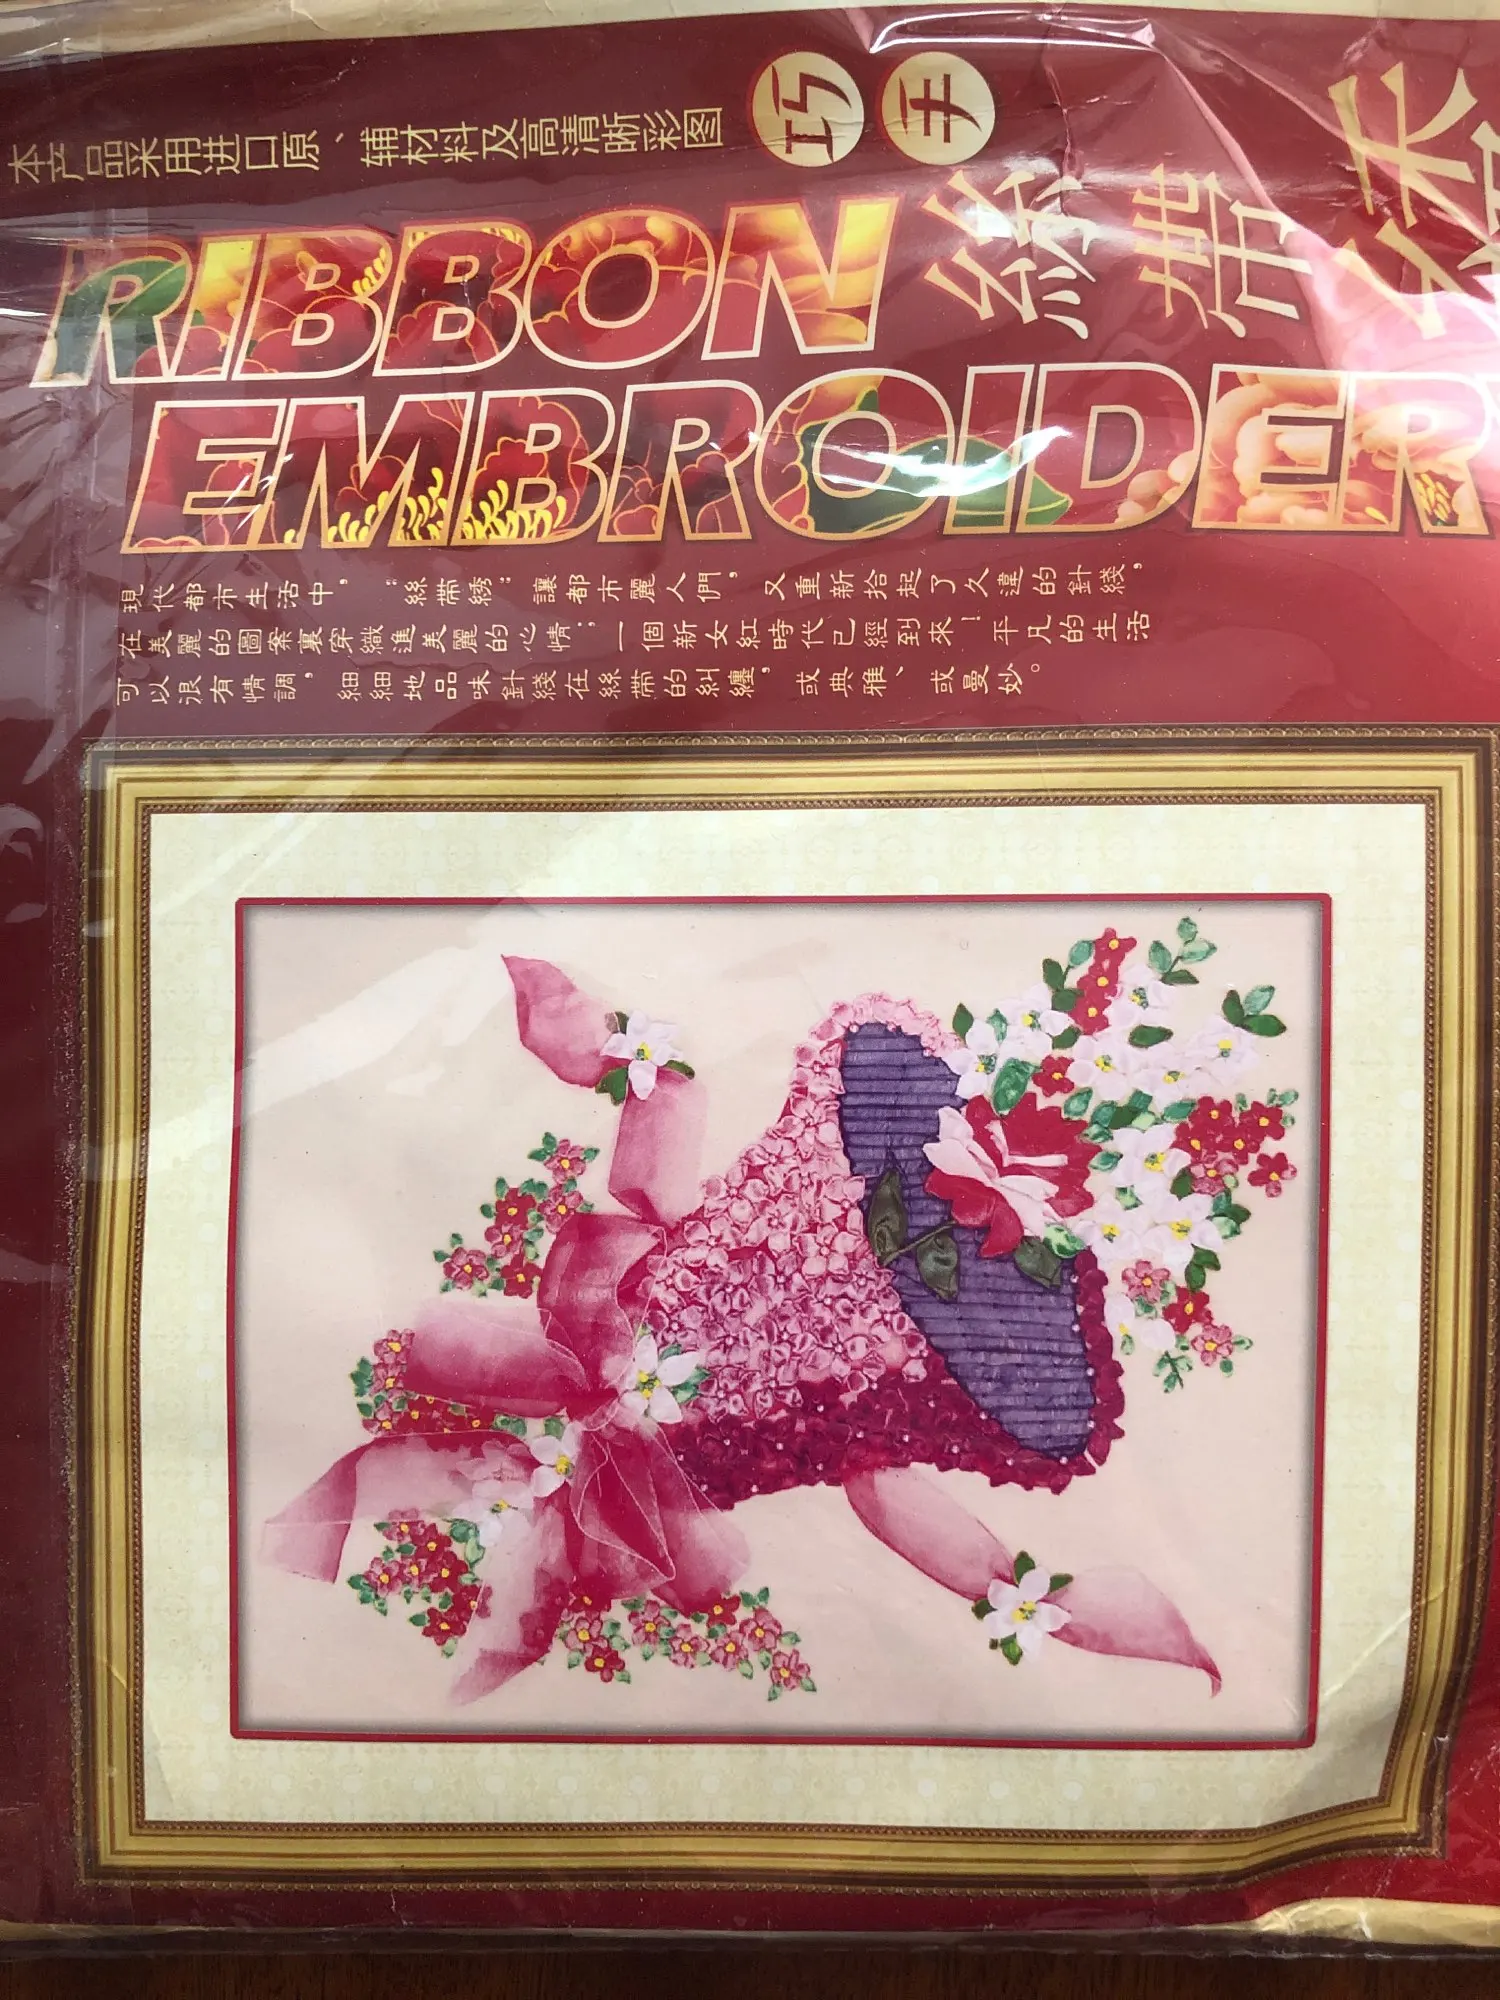 本产品采用进口原、辅材料及高清晰彩图
巧手
絲帶绣
RIBBON
EMBROIDER
現代都市生活中，“絲帶绣”讓都市麗人們，又重新拾起了久違的針綫，
在美麗的圖案裏穿織進美麗的心情；一個新女紅時代已經到來！平凡的生活
可以很有情調，細細地品味針綫在絲帶的糾纏，或典雅、或曼妙。